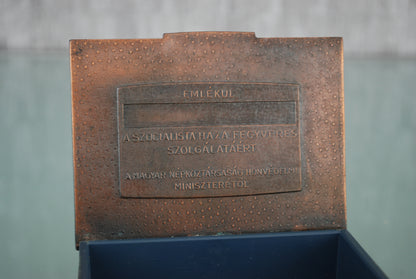 EMLÉKÜL
A SZOCIALISTA HAZA FEGYVERES
SZOLGÁLATÁÉRT
A MAGYAR NÉPKÖZTÁRSASÁG HONVÉDELMI
MINISZTERÉTŐL